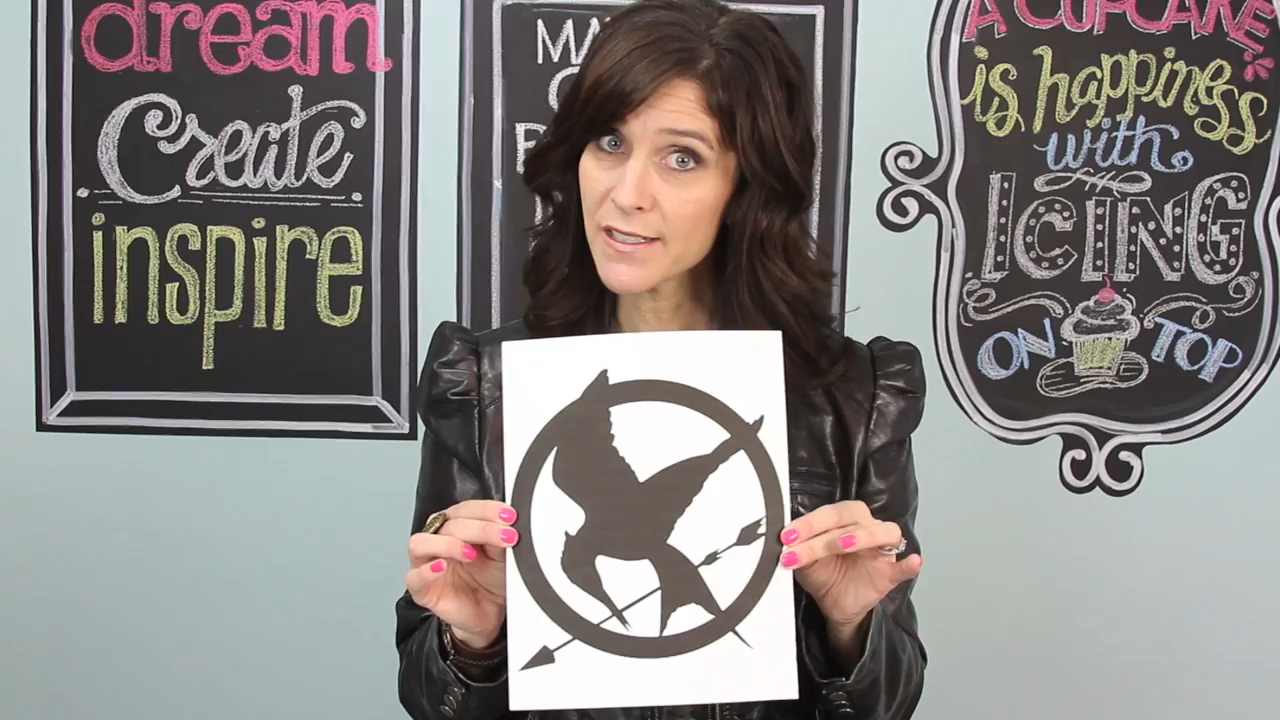 dream
Create
inspire
A CUPCAKE
is happiness
with
ICING
ON TOP